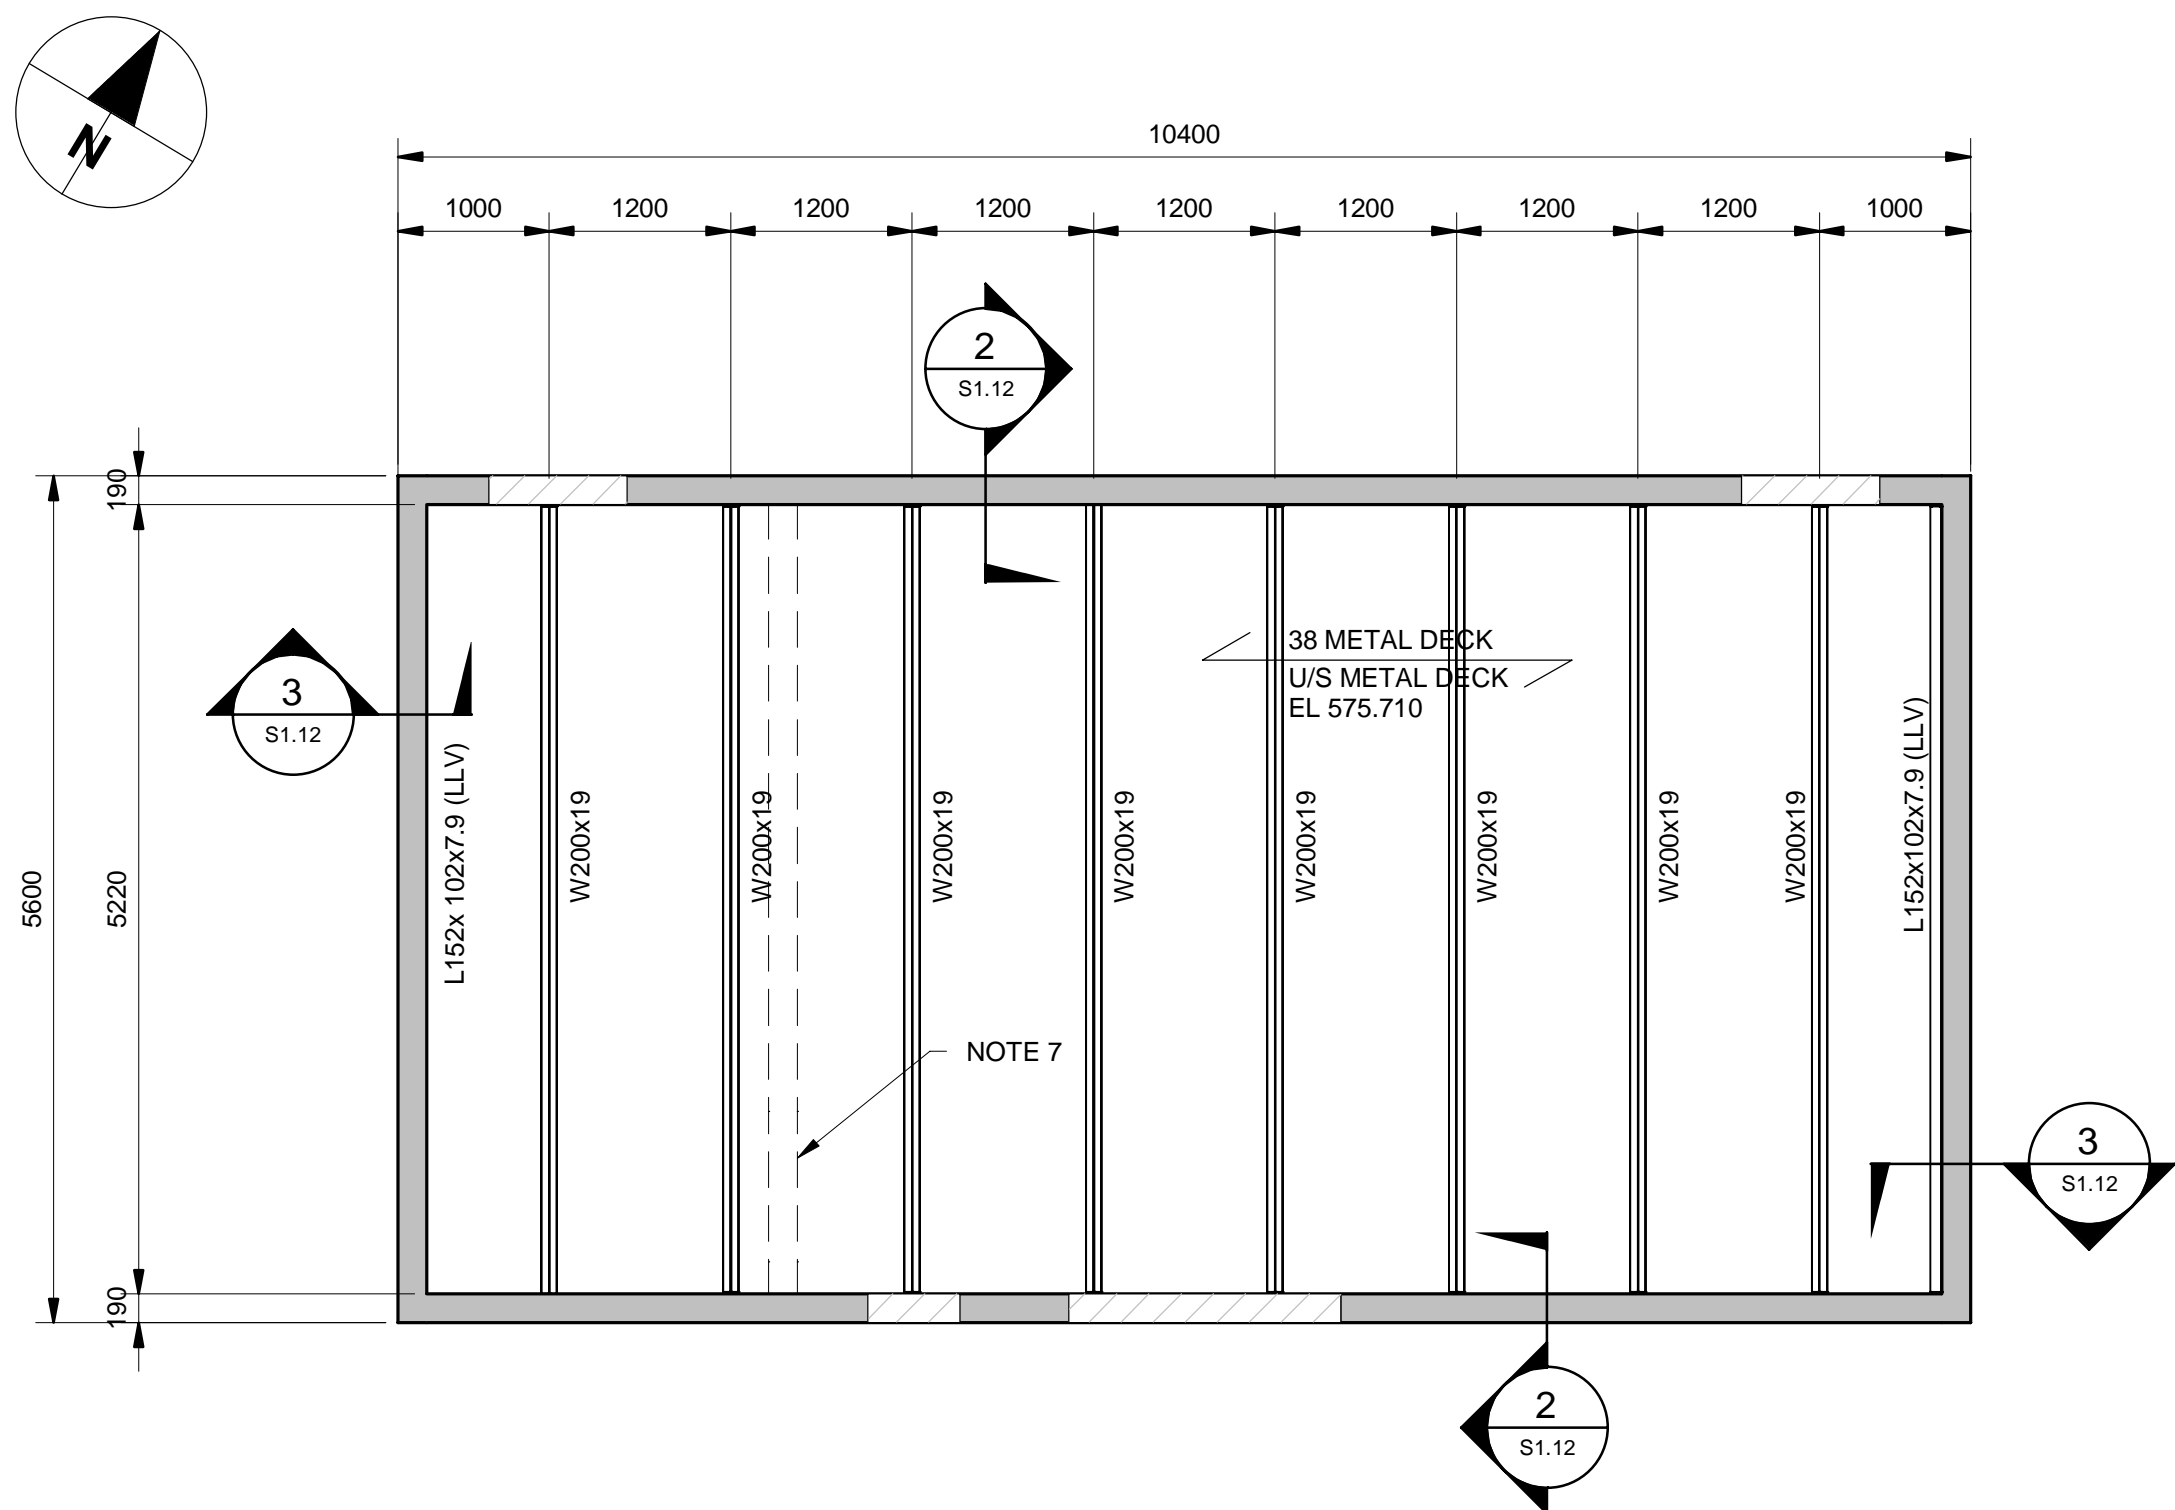 N
10400
1000
1200
1200
1200
1200
1200
1200
1200
1000
2
S1.12
190
38 METAL DECK
U/S METAL DECK
EL 575.710
3
S1.12
L152x 102x7.9 (LLV)
W200x19
W200x19
W200x19
W200x19
W200x19
W200x19
W200x19
W200x19
L152x102x7.9 (LLV)
5600
5220
NOTE 7
3
S1.12
190
2
S1.12